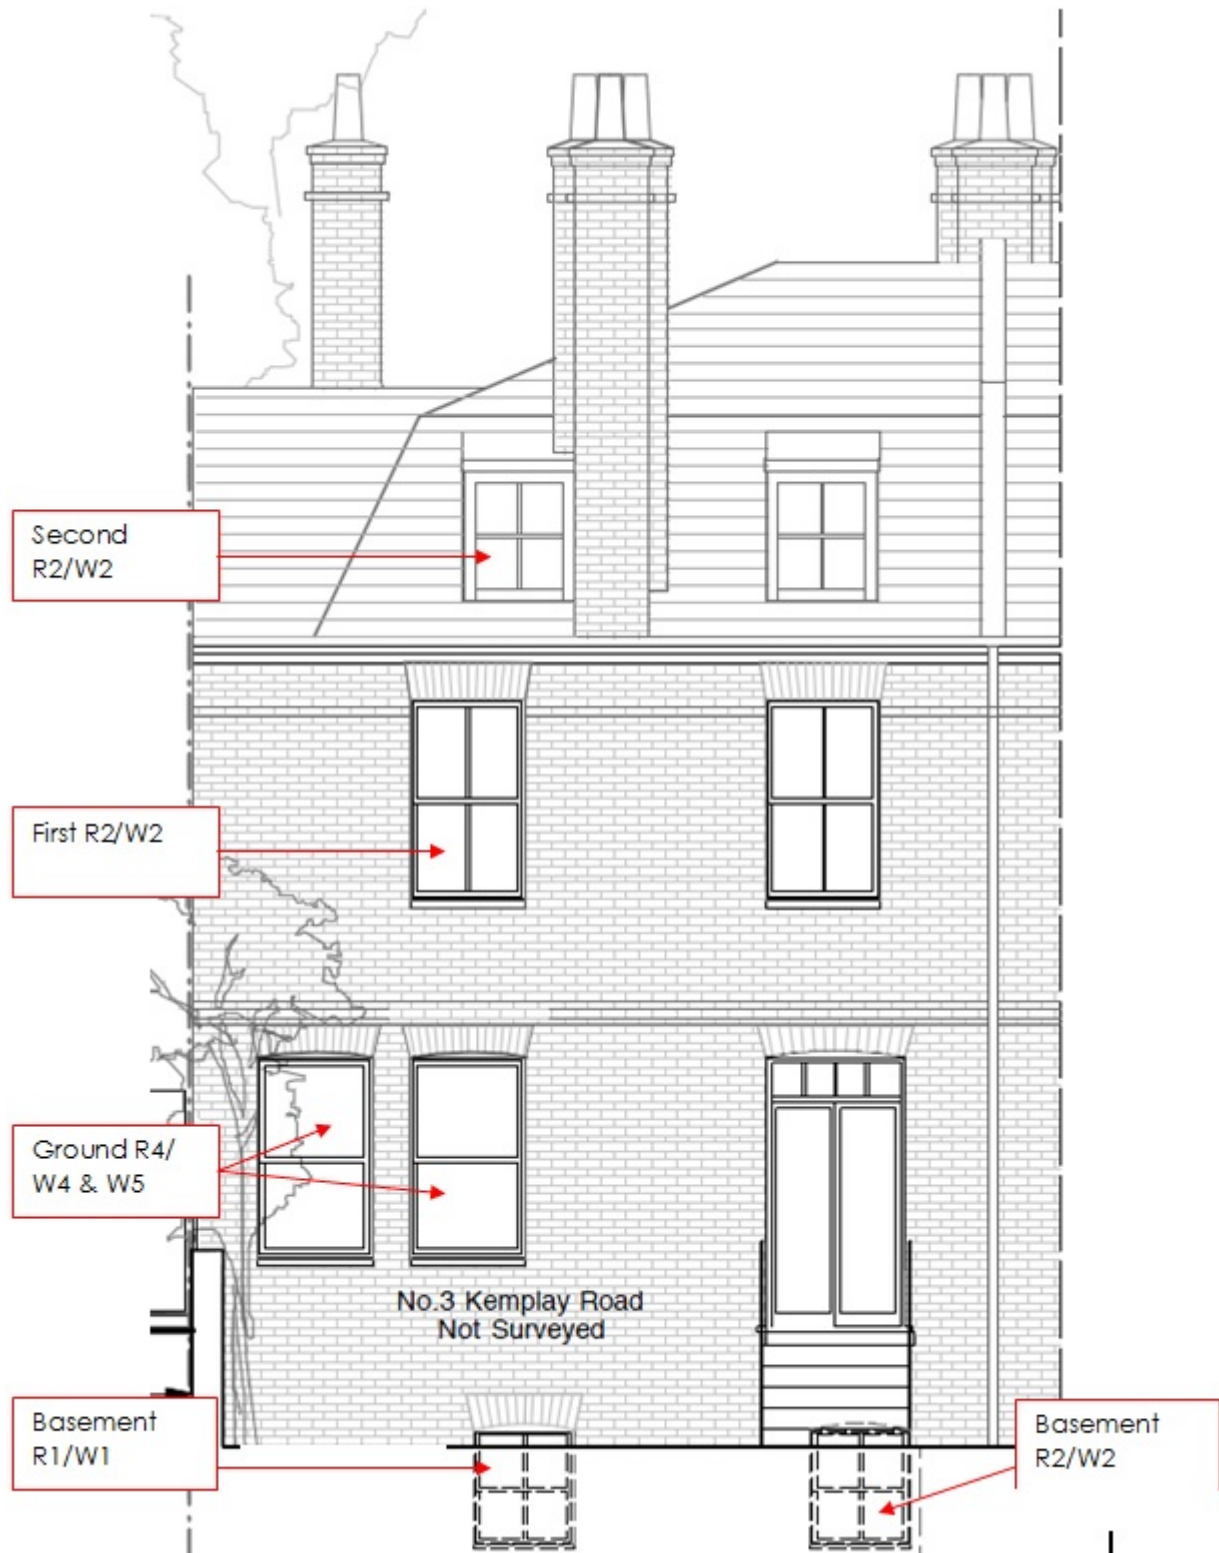 Second
R2/W2
First R2/W2
Ground R4/
W4 & W5
No.3 Kemplay Road
Not Surveyed
Basement
R1/W1
Basement
R2/W2